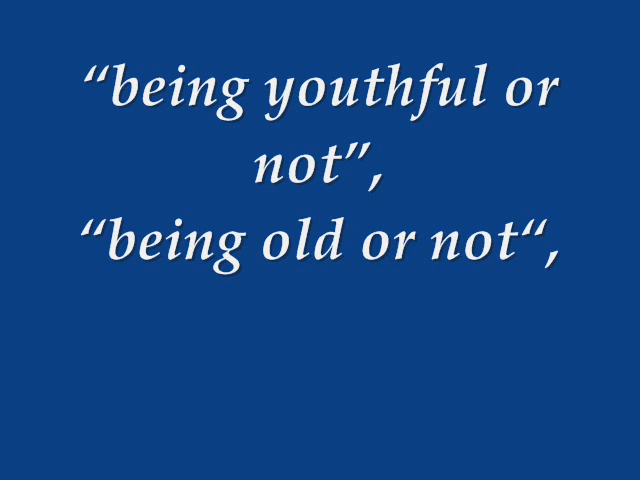 “being youthful or
not”,
“being old or not“,